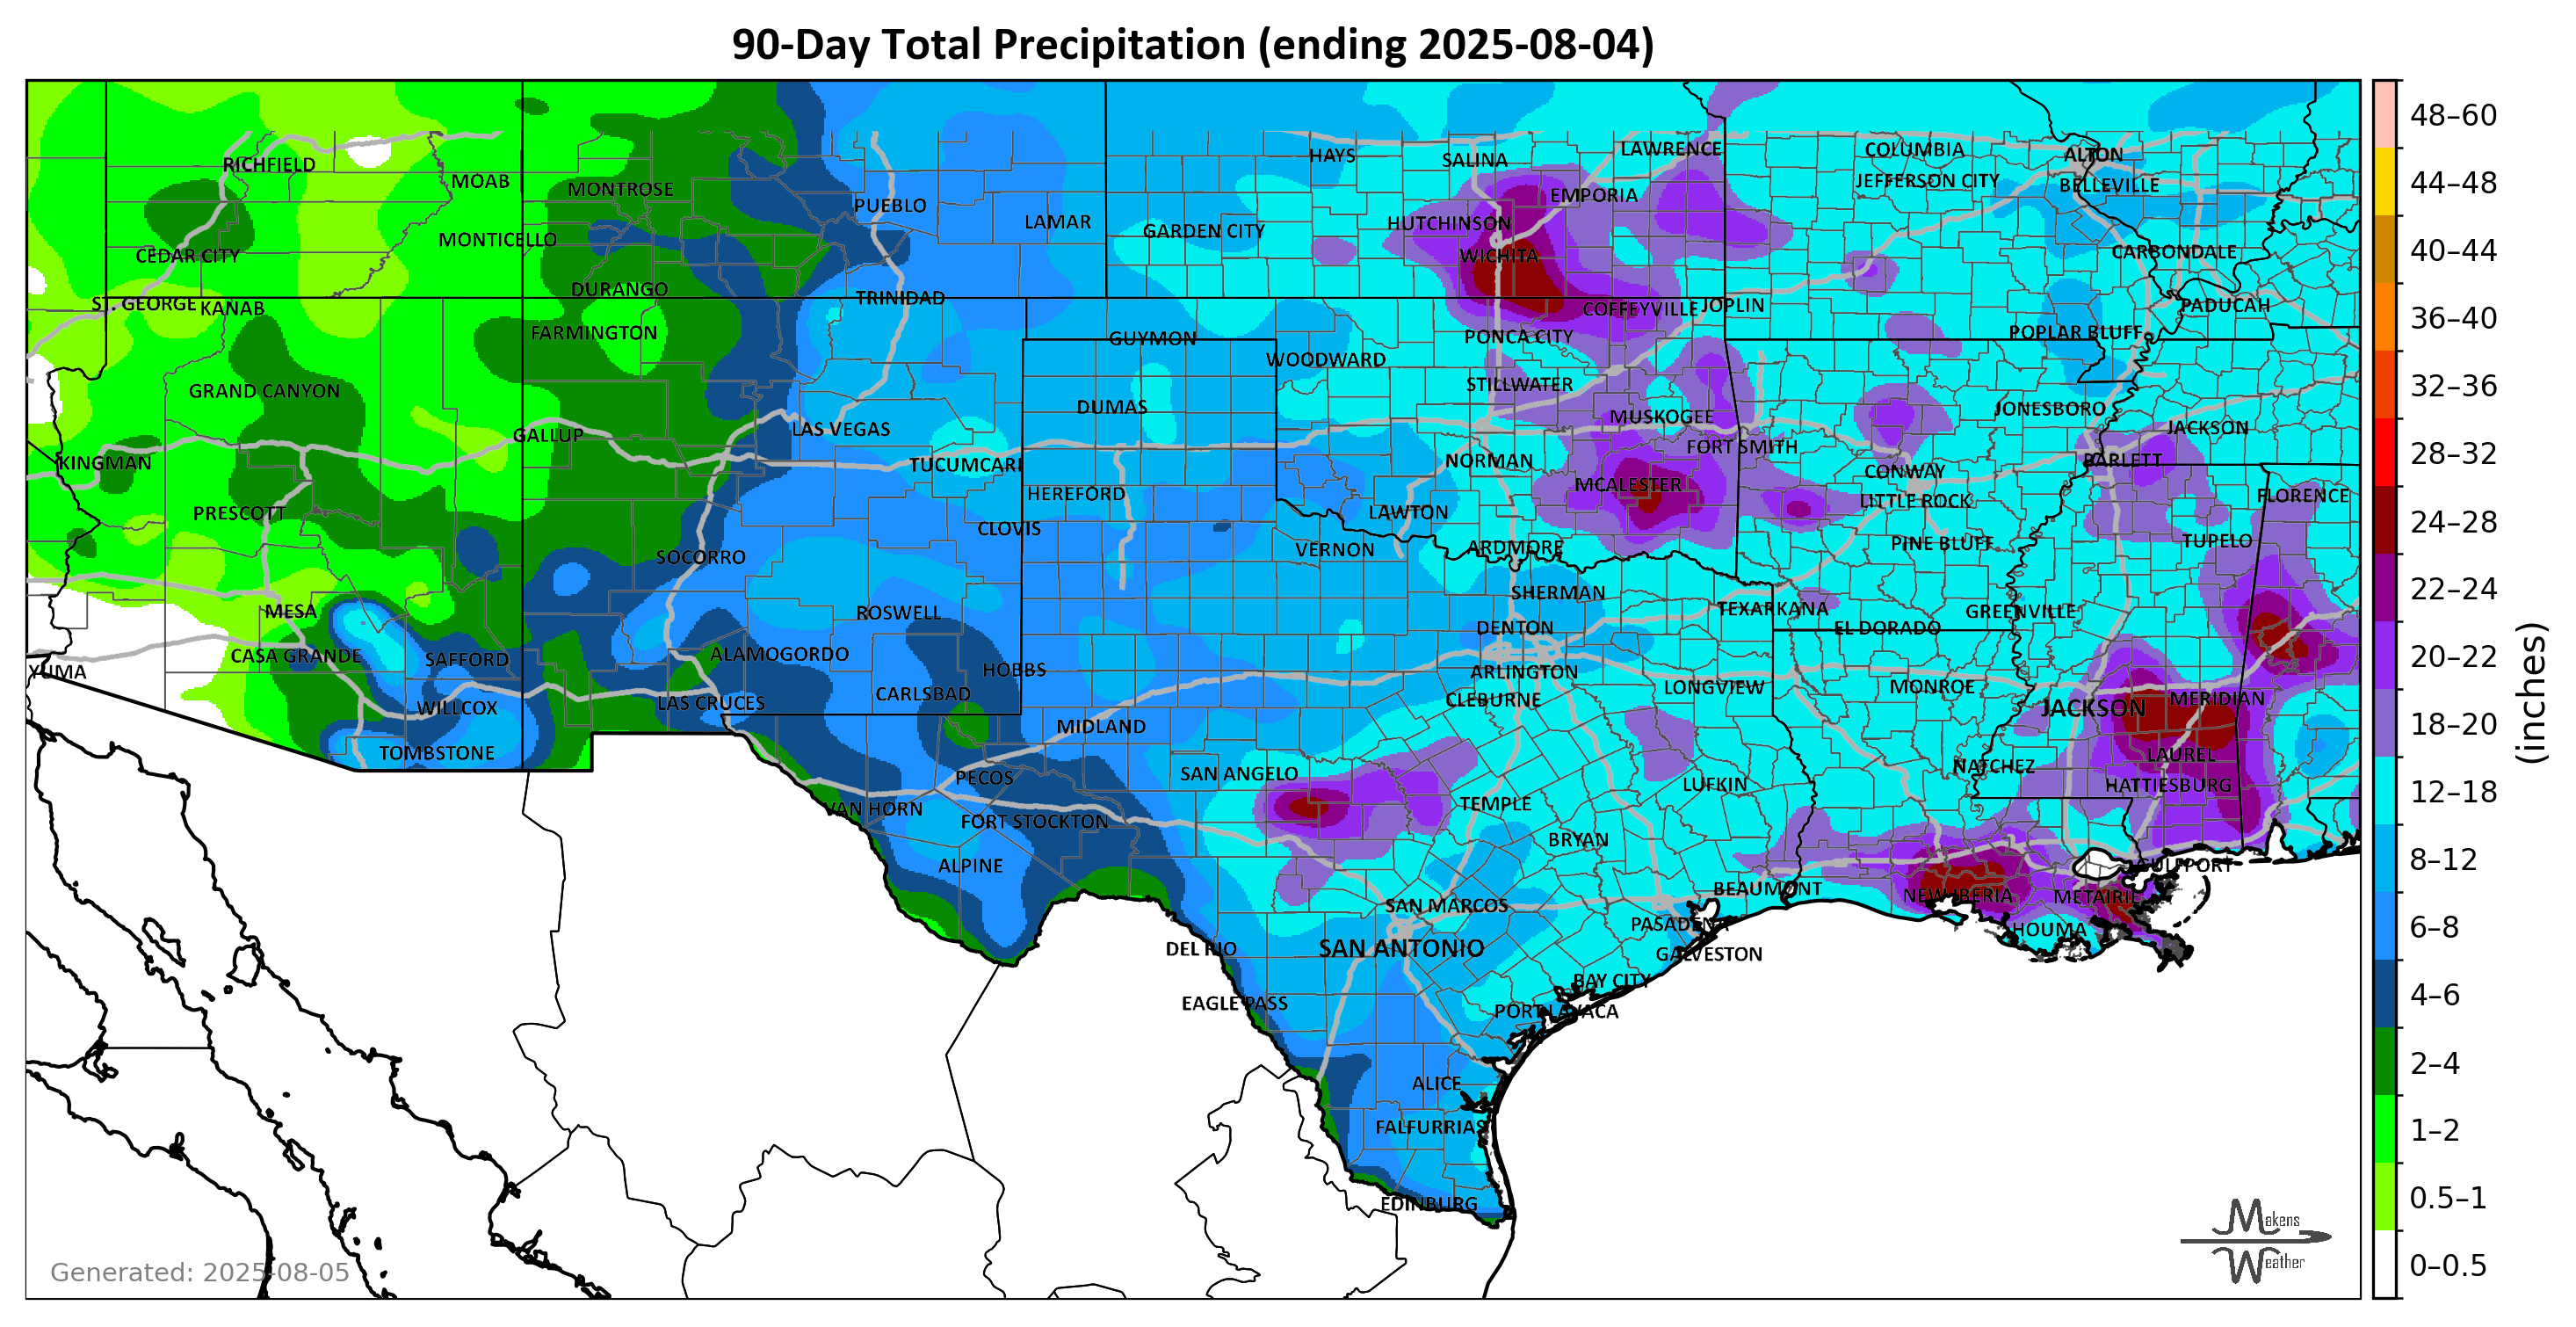 90-Day Total Precipitation (ending 2025-08-04)
RICHFIELD
MOAB
MONTROSE
PUEBLO
LAMAR
HAYS
SALINA
LAWRENCE
COLUMBIA
ALTON
JEFFERSON CITY
BELLEVILLE
EMPORIA
HUTCHINSON
GARDEN CITY
MONTICELLO
CEDAR CITY
WICHITA
CARBONDALE
DURANGO
TRINIDAD
ST. GEORGE
KANAB
COFFEYVILLE
JOPLIN
PADUCAH
FARMINGTON
GUYMON
PONCA CITY
POPLAR BLUFF
WOODWARD
GRAND CANYON
STILLWATER
DUMAS
MUSKOGEE
JONESBORO
JACKSON
GALLUP
LAS VEGAS
FORT SMITH
KINGMAN
TUCUMCARI
NORMAN
BARLETT
CONWAY
HEREFORD
MCALESTER
LITTLE ROCK
FLORENCE
PRESCOTT
LAWTON
CLOVIS
SOCORRO
VERNON
ARDMORE
PINE BLUFF
TUPELO
MESA
ROSWELL
SHERMAN
TEXARKANA
GREENVILLE
DENTON
EL DORADO
CASA GRANDE
SAFFORD
ALAMOGORDO
HOBBS
ARLINGTON
YUMA
WILLCOX
LAS CRUCES
CARLSBAD
CLEBURNE
LONGVIEW
MONROE
JACKSON
MERIDIAN
MIDLAND
TOMBSTONE
PECOS
SAN ANGELO
LUFKIN
NATCHEZ
LAUREL
HATTIESBURG
VAN HORN
FORT STOCKTON
TEMPLE
BRYAN
ALPINE
GULFPORT
BEAUMONT
NEW IBERIA
METAIRIE
SAN MARCOS
PASADENA
HOUMA
DEL RIO
SAN ANTONIO
GALVESTON
BAY CITY
EAGLE PASS
PORT LAVACA
ALICE
FALFURRIAS
EDINBURG
Generated: 2025-08-05
Makens
Weather
48–60
44–48
40–44
36–40
32–36
28–32
24–28
22–24
20–22
18–20
12–18
8–12
6–8
4–6
2–4
1–2
0.5–1
0–0.5
(inches)